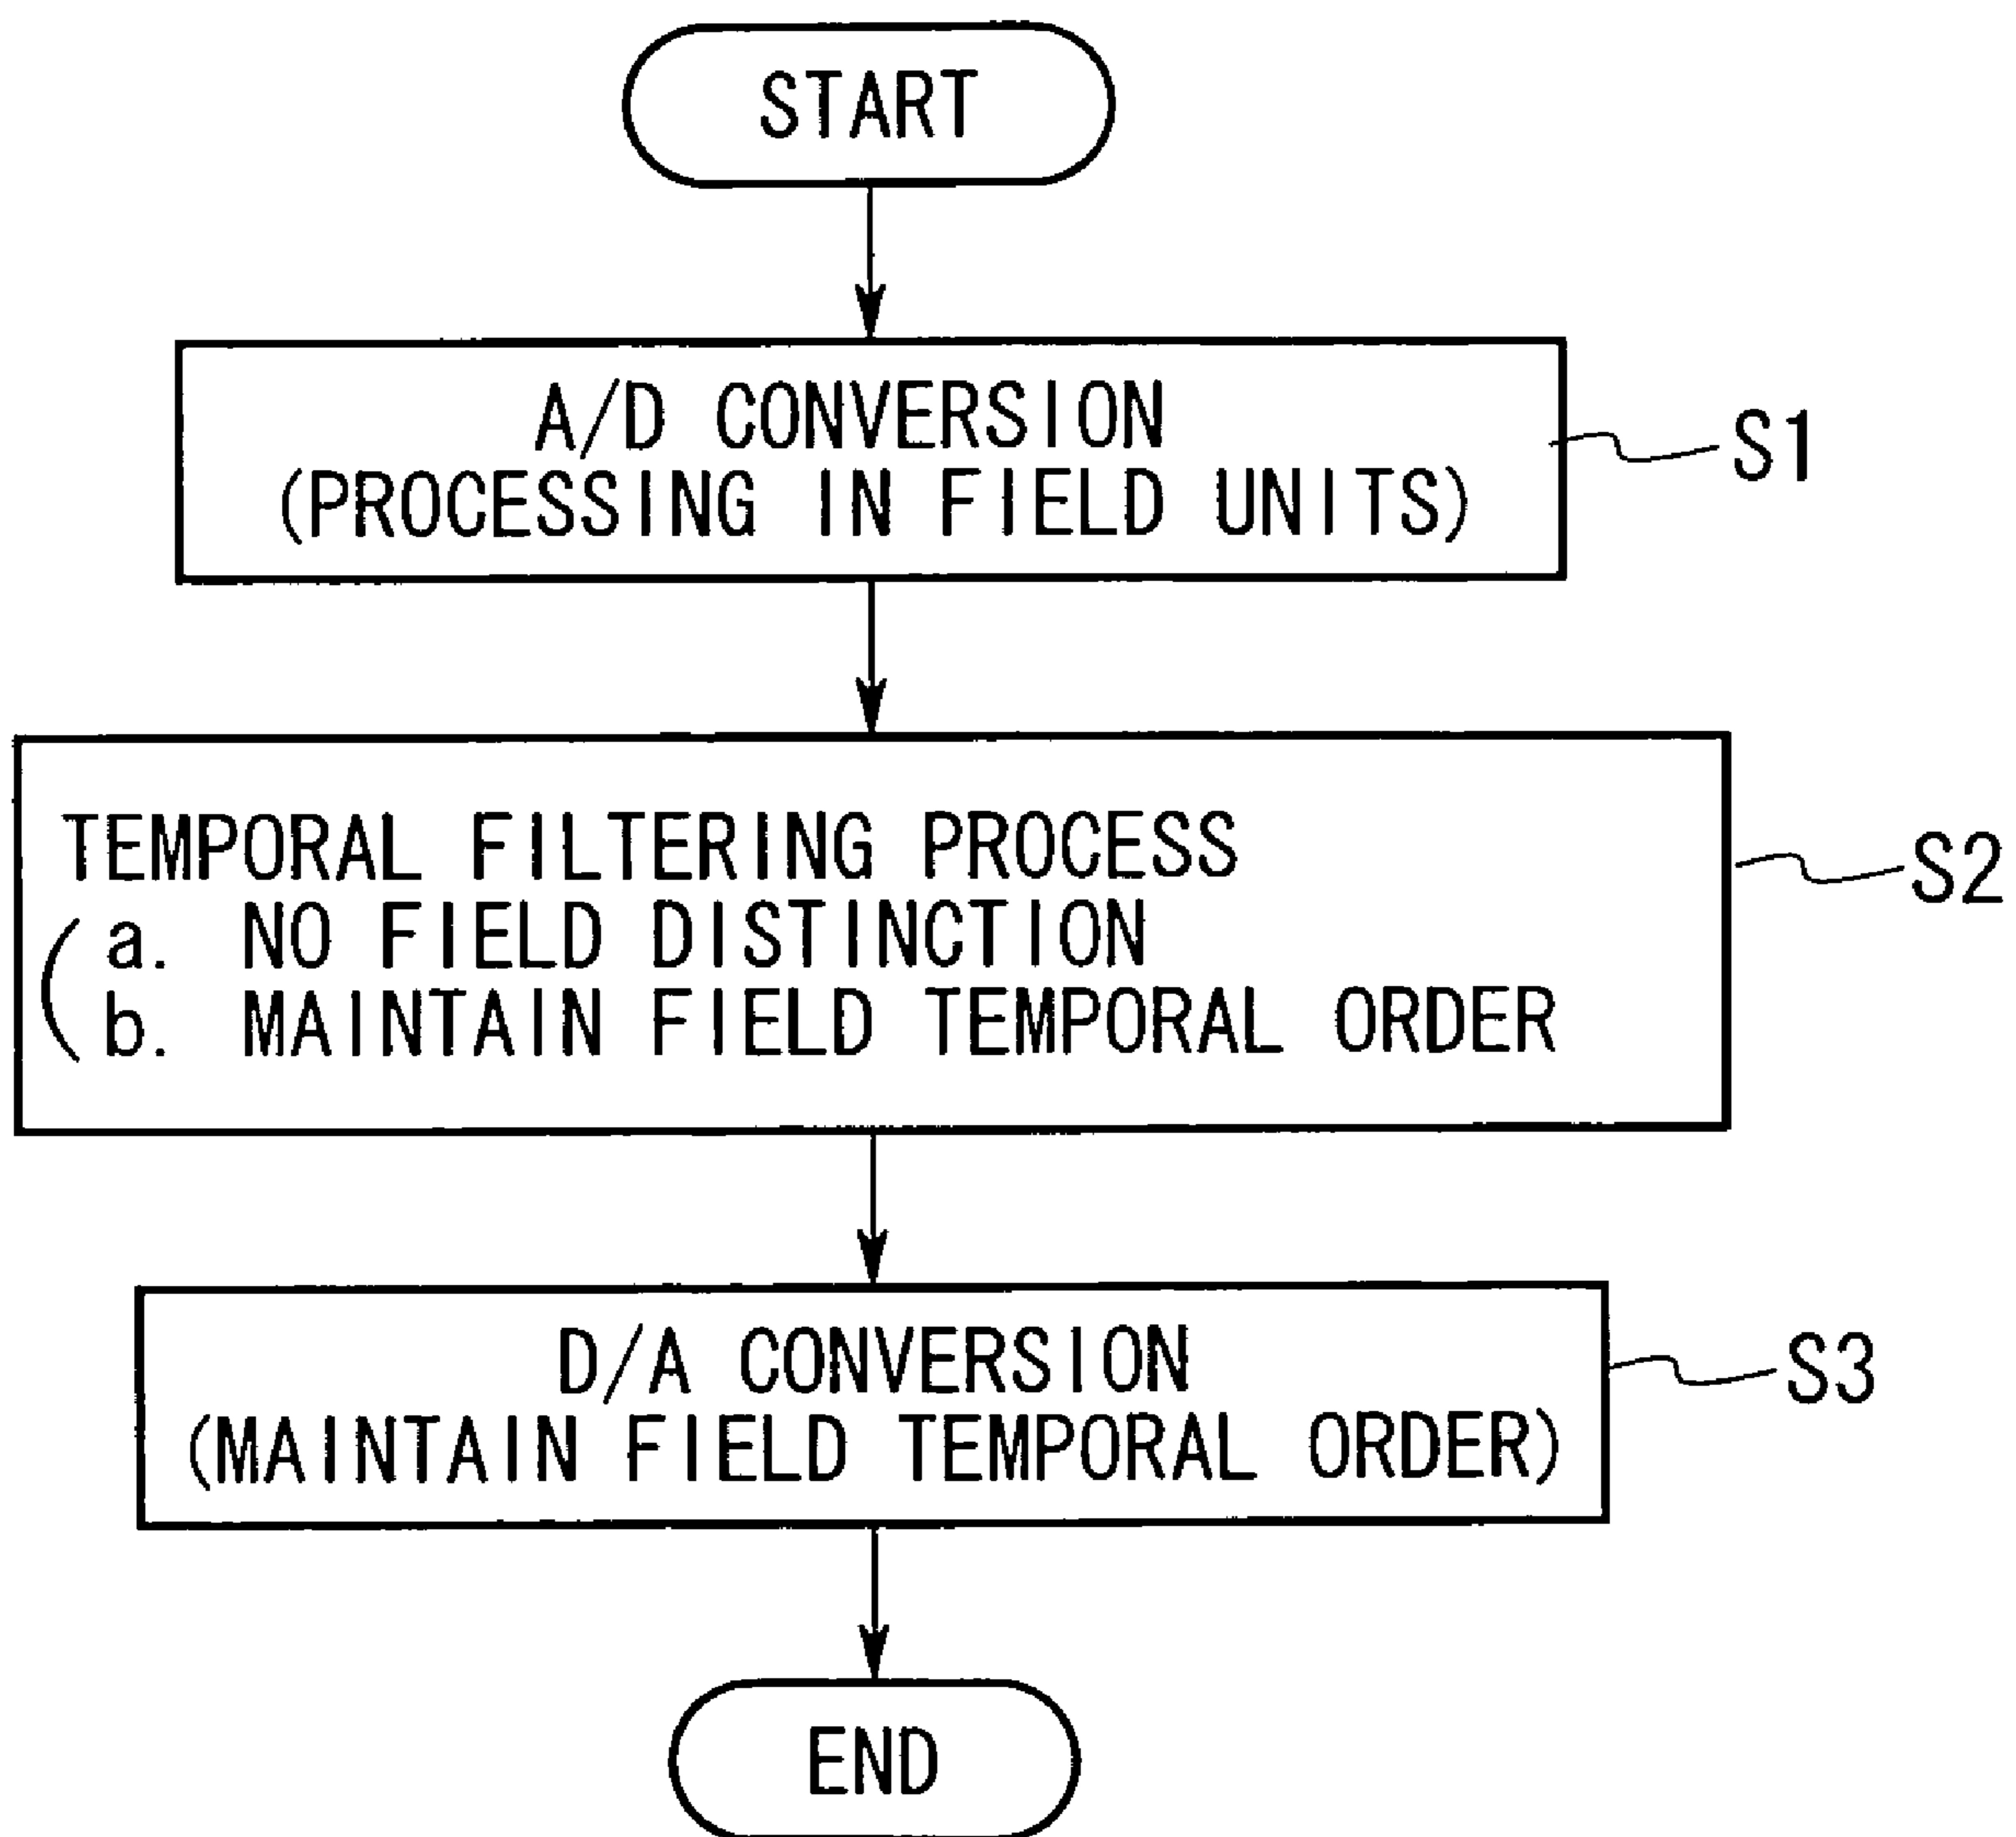 START
A/D CONVERSION
(PROCESSING IN FIELD UNITS)
S1
TEMPORAL FILTERING PROCESS
S2
( a. NO FIELD DISTINCTION
b. MAINTAIN FIELD TEMPORAL ORDER
D/A CONVERSION
(MAINTAIN FIELD TEMPORAL ORDER)
S3
END